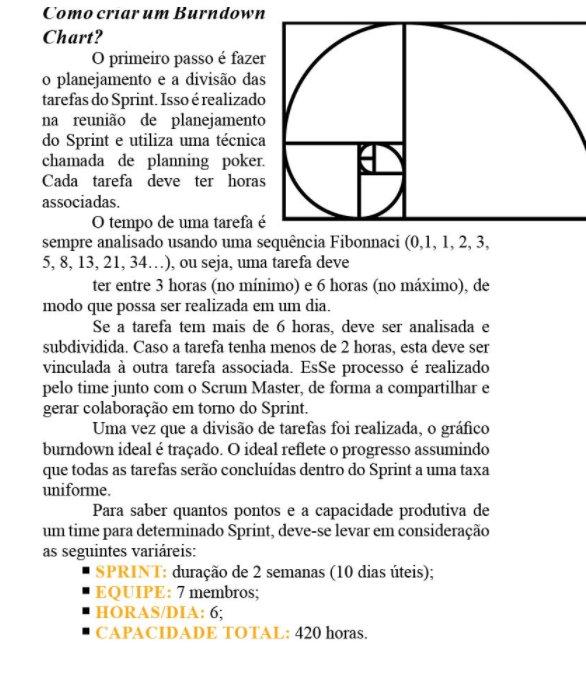 Como criar um Burndown
Chart?
O primeiro passo é fazer
o planejamento e a divisão das
tarefas do Sprint. Isso é realizado
na reunião de planejamento
do Sprint e utiliza uma técnica
chamada de planning poker.
Cada tarefa deve ter horas
associadas.
O tempo de uma tarefa é
sempre analisado usando uma sequência Fibonnaci (0,1, 1, 2, 3,
5, 8, 13, 21, 34…), ou seja, uma tarefa deve
ter entre 3 horas (no mínimo) e 6 horas (no máximo), de
modo que possa ser realizada em um dia.
Se a tarefa tem mais de 6 horas, deve ser analisada e
subdividida. Caso a tarefa tenha menos de 2 horas, esta deve ser
vinculada à outra tarefa associada. EsSe processo é realizado
pelo time junto com o Scrum Master, de forma a compartilhar e
gerar colaboração em torno do Sprint.
Uma vez que a divisão de tarefas foi realizada, o gráfico
burndown ideal é traçado. O ideal reflete o progresso assumindo
que todas as tarefas serão concluídas dentro do Sprint a uma taxa
uniforme.
Para saber quantos pontos e a capacidade produtiva de
um time para determinado Sprint, deve-se levar em consideração
as seguintes variáreis:
▪ SPRINT: duração de 2 semanas (10 dias úteis);
▪ EQUIPE: 7 membros;
▪ HORAS/DIA: 6;
▪ CAPACIDADE TOTAL: 420 horas.